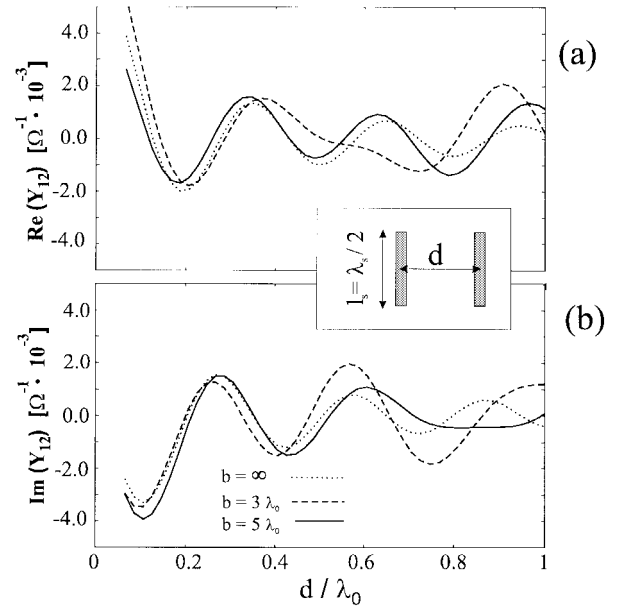 4.0
2.0
0.0
-2.0
-4.0
Re (Y12) [Ω⁻¹ · 10⁻³]
(a)
lₛ = λₛ / 2
d
4.0
2.0
0.0
-2.0
-4.0
Im (Y12) [Ω⁻¹ · 10⁻³]
(b)
b = ∞
b = 3 λ₀
b = 5 λ₀
0 0.2 0.4 0.6 0.8 1
d / λ₀